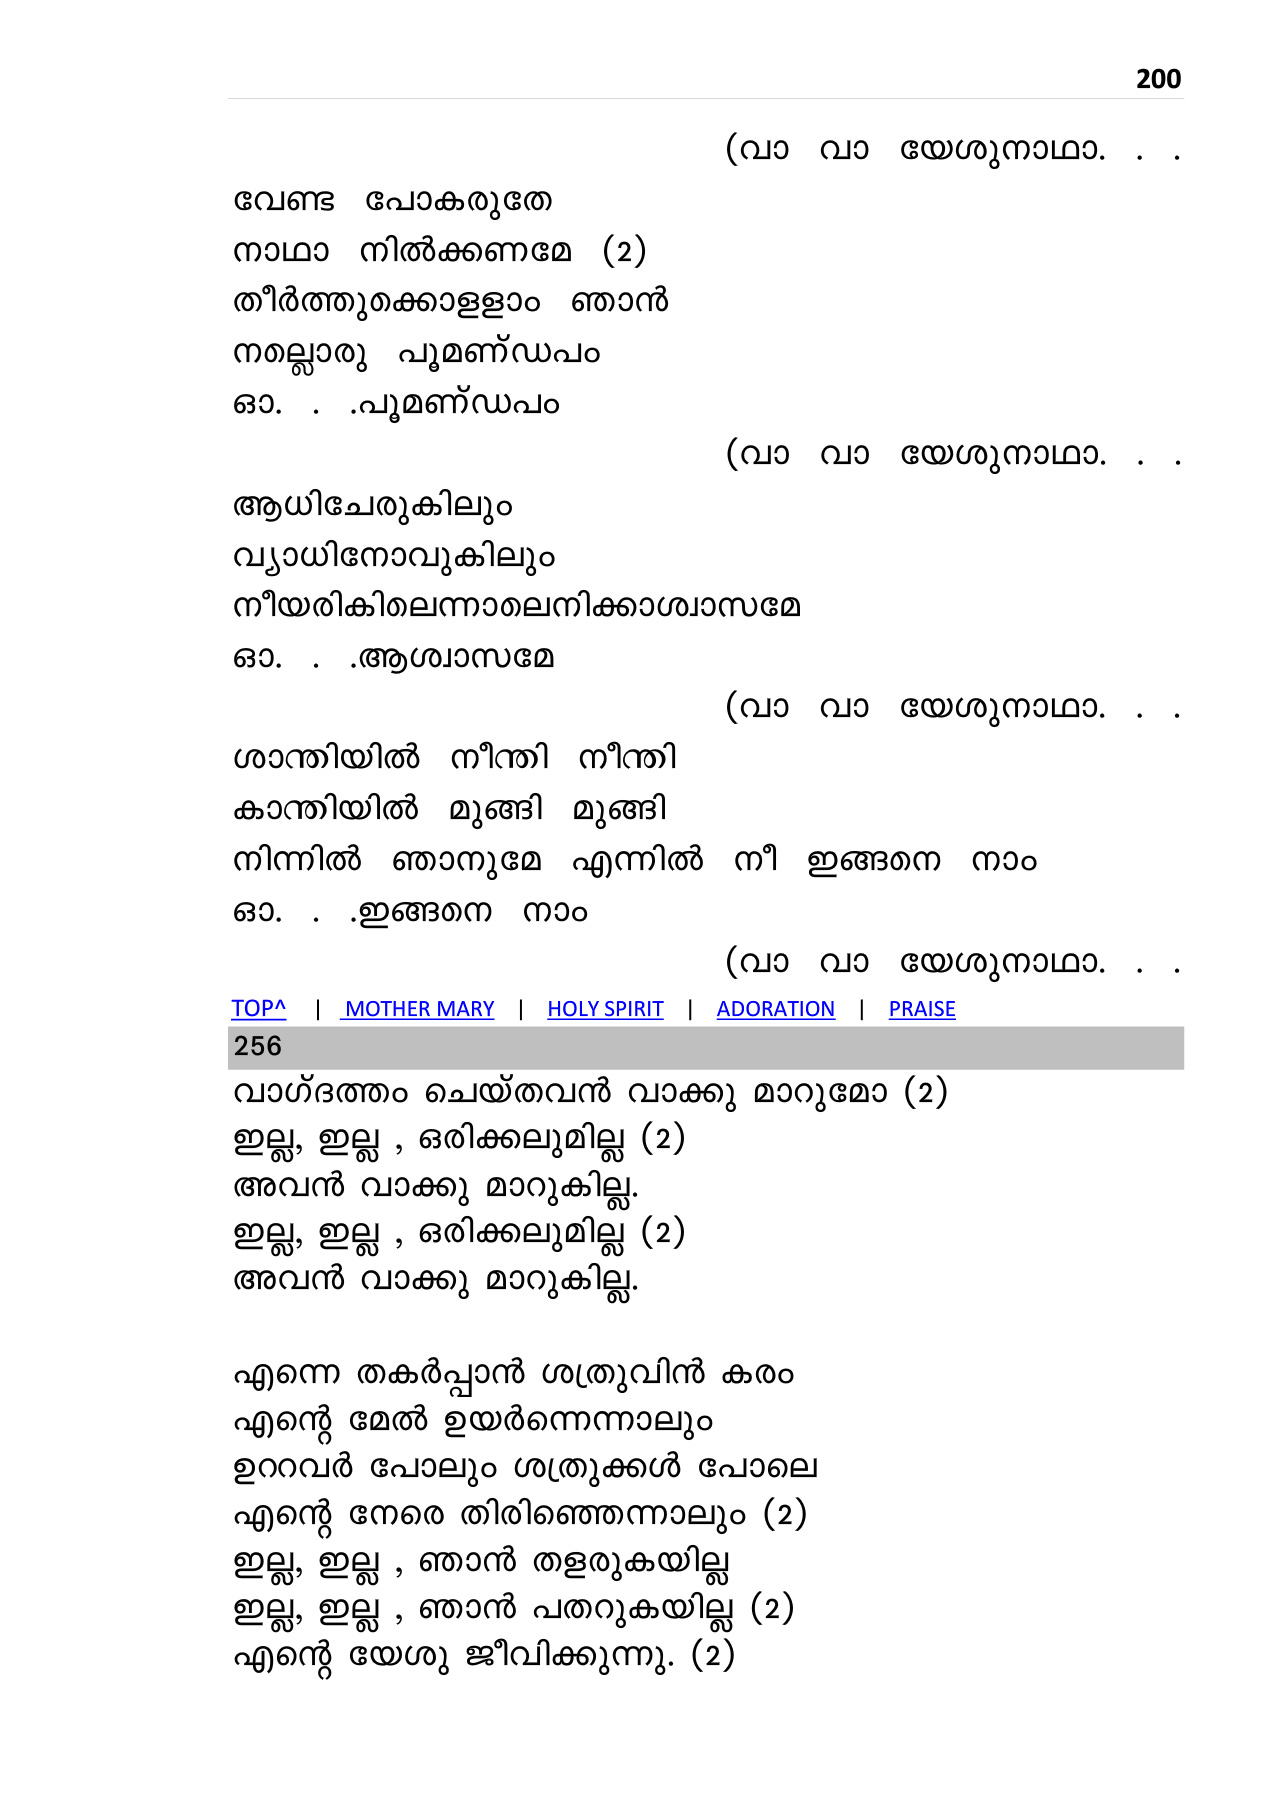 200
(വാ വാ യേശുനാഥാ. . .
വേണ്ട പോകരുതേ
നാഥാ നിൽക്കണമേ (2)
തീർത്തുക്കൊളളാം ഞാൻ
നല്ലൊരു പൂമണ്ഡപം
ഓ. . .പൂമണ്ഡപം
(വാ വാ യേശുനാഥാ. . .
ആധിചേരുകിലും
വ്യാധിനോവുകിലും
നീയരികിലെന്നാലെനിക്കാശ്വാസമേ
ഓ. . .ആശ്വാസമേ
(വാ വാ യേശുനാഥാ. . .
ശാന്തിയിൽ നീന്തി നീന്തി
കാന്തിയിൽ മുങ്ങി മുങ്ങി
നിന്നിൽ ഞാനുമേ എന്നിൽ നീ ഇങ്ങനെ നാം
ഓ. . .ഇങ്ങനെ നാം
(വാ വാ യേശുനാഥാ. . .
TOP^ | MOTHER MARY | HOLY SPIRIT | ADORATION | PRAISE
256
വാഗ്ദത്തം ചെയ്തവൻ വാക്കു മാറുമോ (2)
ഇല്ല, ഇല്ല , ഒരിക്കലുമില്ല (2)
അവൻ വാക്കു മാറുകില്ല.
ഇല്ല, ഇല്ല , ഒരിക്കലുമില്ല (2)
അവൻ വാക്കു മാറുകില്ല.
എന്നെ തകർപ്പാൻ ശത്രുവിൻ കരം
എന്റെ മേൽ ഉയർന്നെന്നാലും
ഉററവർ പോലും ശത്രുക്കൾ പോലെ
എന്റെ നേരെ തിരിഞ്ഞെന്നാലും (2)
ഇല്ല, ഇല്ല , ഞാൻ തളരുകയില്ല
ഇല്ല, ഇല്ല , ഞാൻ പതറുകയില്ല (2)
എന്റെ യേശു ജീവിക്കുന്നു. (2)